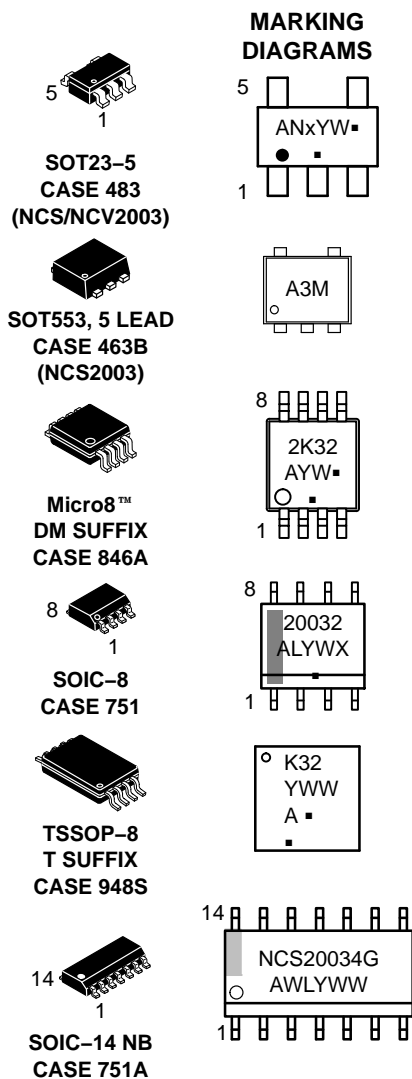 MARKING
DIAGRAMS
5
1
SOT23−5
CASE 483
(NCS/NCV2003)
5
ANxYW▪
▪
1
SOT553, 5 LEAD
CASE 463B
(NCS2003)
A3M
Micro8™
DM SUFFIX
CASE 846A
8
2K32
AYW▪
▪
1
8
1
SOIC−8
CASE 751
8
20032
ALYWX
▪
1
TSSOP−8
T SUFFIX
CASE 948S
K32
YWW
A ▪
▪
14
1
SOIC−14 NB
CASE 751A
14
NCS20034G
AWLYWW
1